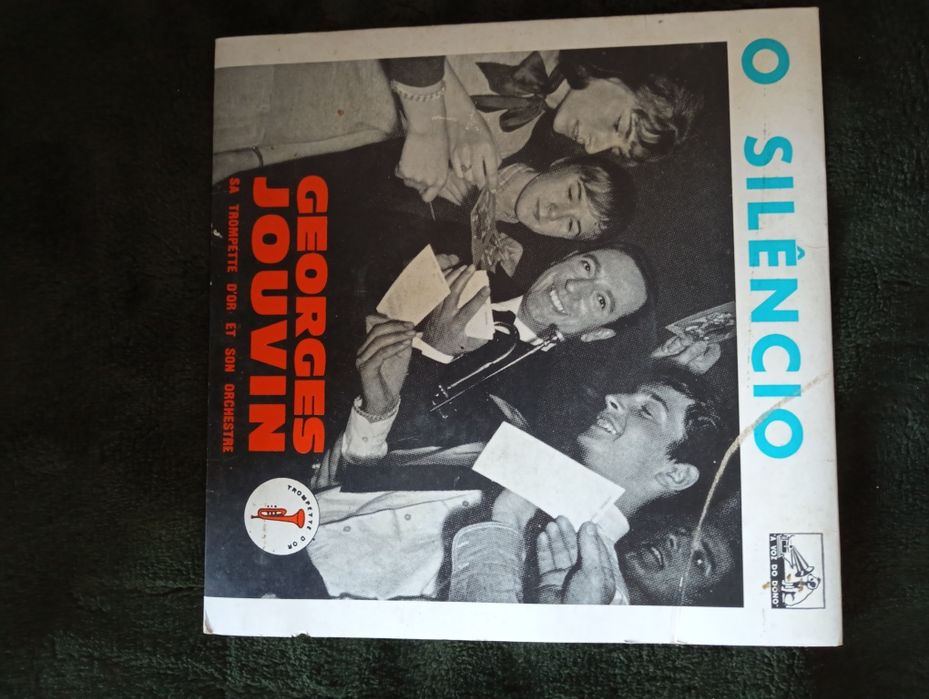 O SILÊNCIO
"A VOZ DO DONO"
GEORGES
JOUVIN
SA TROMPETTE D'OR ET SON ORCHESTRE
TROMPETTE D'OR